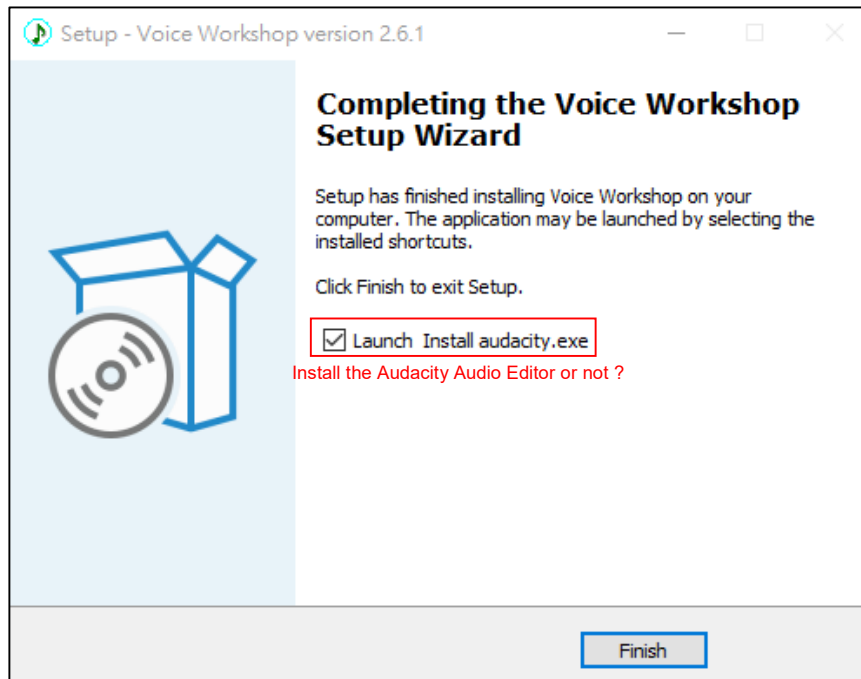 Setup - Voice Workshop version 2.6.1
Completing the Voice Workshop
Setup Wizard
Setup has finished installing Voice Workshop on your
computer. The application may be launched by selecting the
installed shortcuts.
Click Finish to exit Setup.
Launch Install audacity.exe
Install the Audacity Audio Editor or not ?
Finish